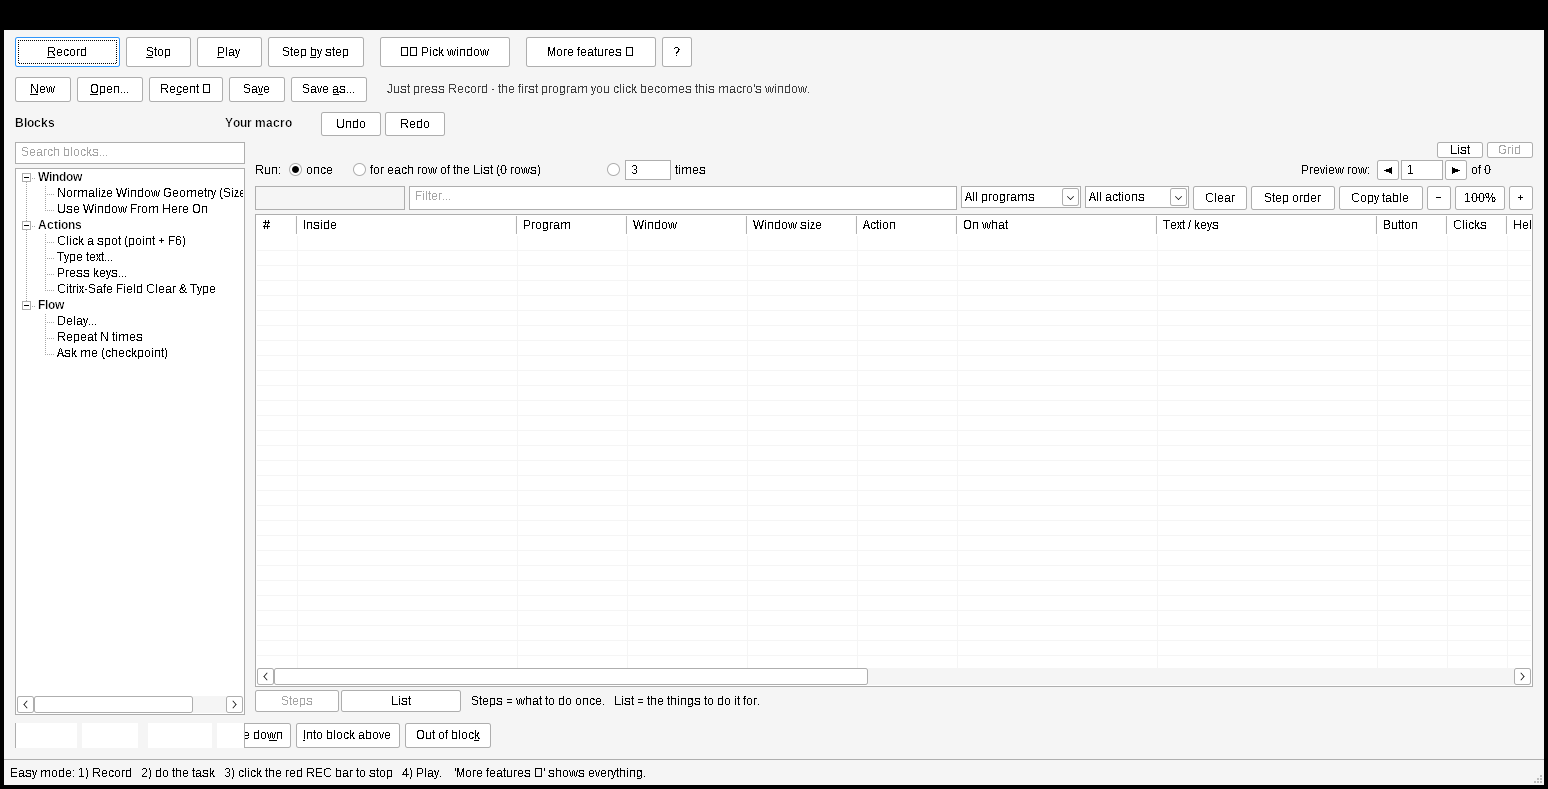 Record Stop Play Step by step Pick window More features ?
New Open... Recent Save Save as... Just press Record - the first program you click becomes this macro's window.
Blocks Your macro Undo Redo
Search blocks... List Grid
Run: once for each row of the List (0 rows) 3 times Preview row: ◄ 1 ► of 0
Filter... All programs All actions Clear Step order Copy table - 100% +
# Inside Program Window Window size Action On what Text / keys Button Clicks Hel
Window
Normalize Window Geometry (Size
Use Window From Here On
Actions
Click a spot (point + F6)
Type text...
Press keys...
Citrix-Safe Field Clear & Type
Flow
Delay...
Repeat N times
Ask me (checkpoint)
Steps List Steps = what to do once. List = the things to do it for.
e down Into block above Out of block
Easy mode: 1) Record 2) do the task 3) click the red REC bar to stop 4) Play. 'More features ' shows everything.